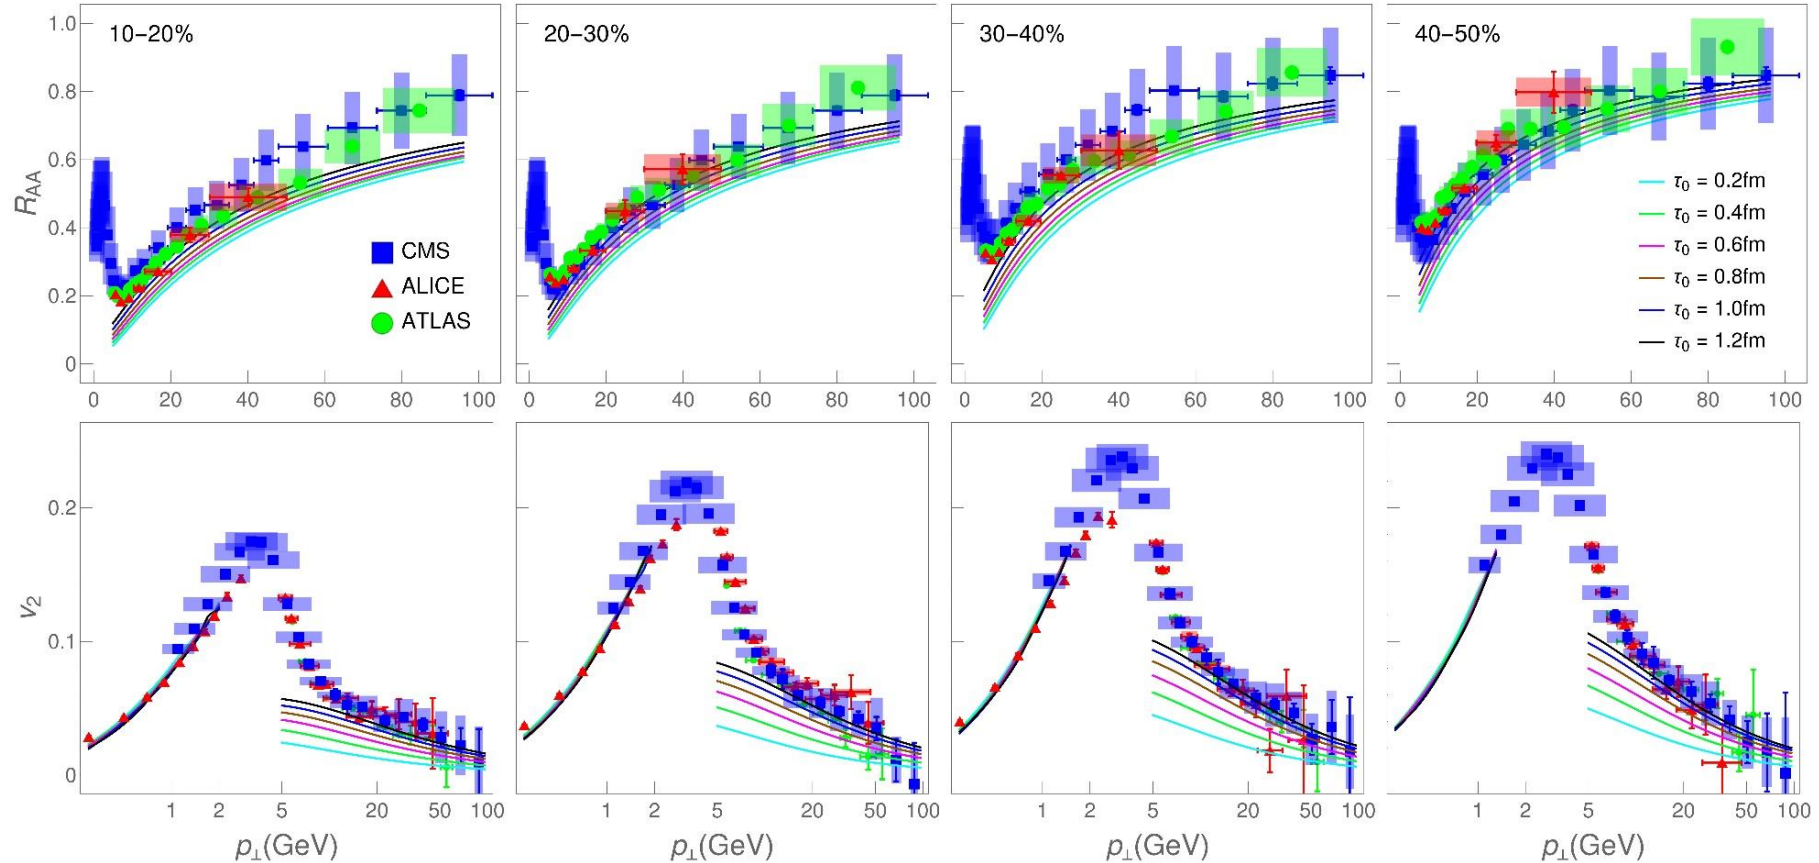 10–20%
20–30%
30–40%
40–50%
1.0
0.8
0.6
0.4
0.2
0
R_AA
CMS
ALICE
ATLAS
τ₀ = 0.2fm
τ₀ = 0.4fm
τ₀ = 0.6fm
τ₀ = 0.8fm
τ₀ = 1.0fm
τ₀ = 1.2fm
0 20 40 60 80 100
0 20 40 60 80 100
0 20 40 60 80 100
0 20 40 60 80 100
0.2
0.1
0
v₂
1 2 5 20 50 100
1 2 5 20 50 100
1 2 5 20 50 100
1 2 5 20 50 100
p⊥(GeV)
p⊥(GeV)
p⊥(GeV)
p⊥(GeV)